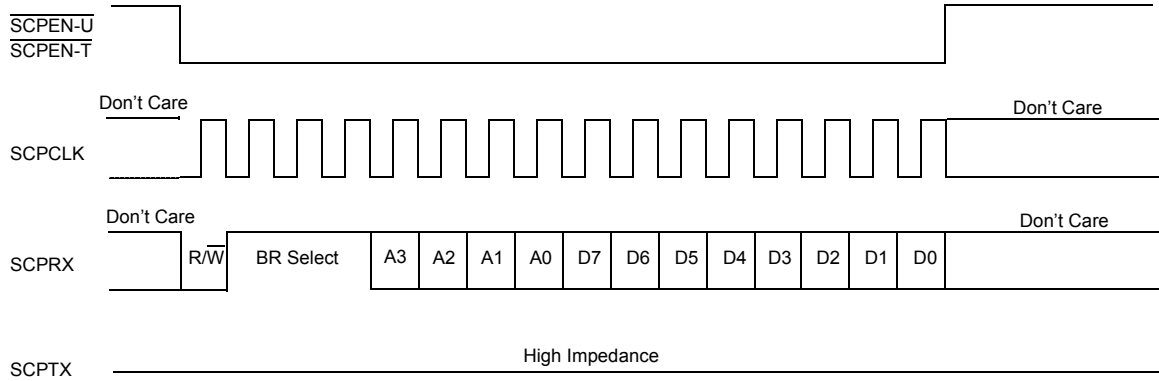 SCPEN-U
SCPEN-T
Don't Care
Don't Care
SCPCLK
Don't Care
Don't Care
R/W
BR Select
A3 A2 A1 A0 D7 D6 D5 D4 D3 D2 D1 D0
SCPRX
High Impedance
SCPTX